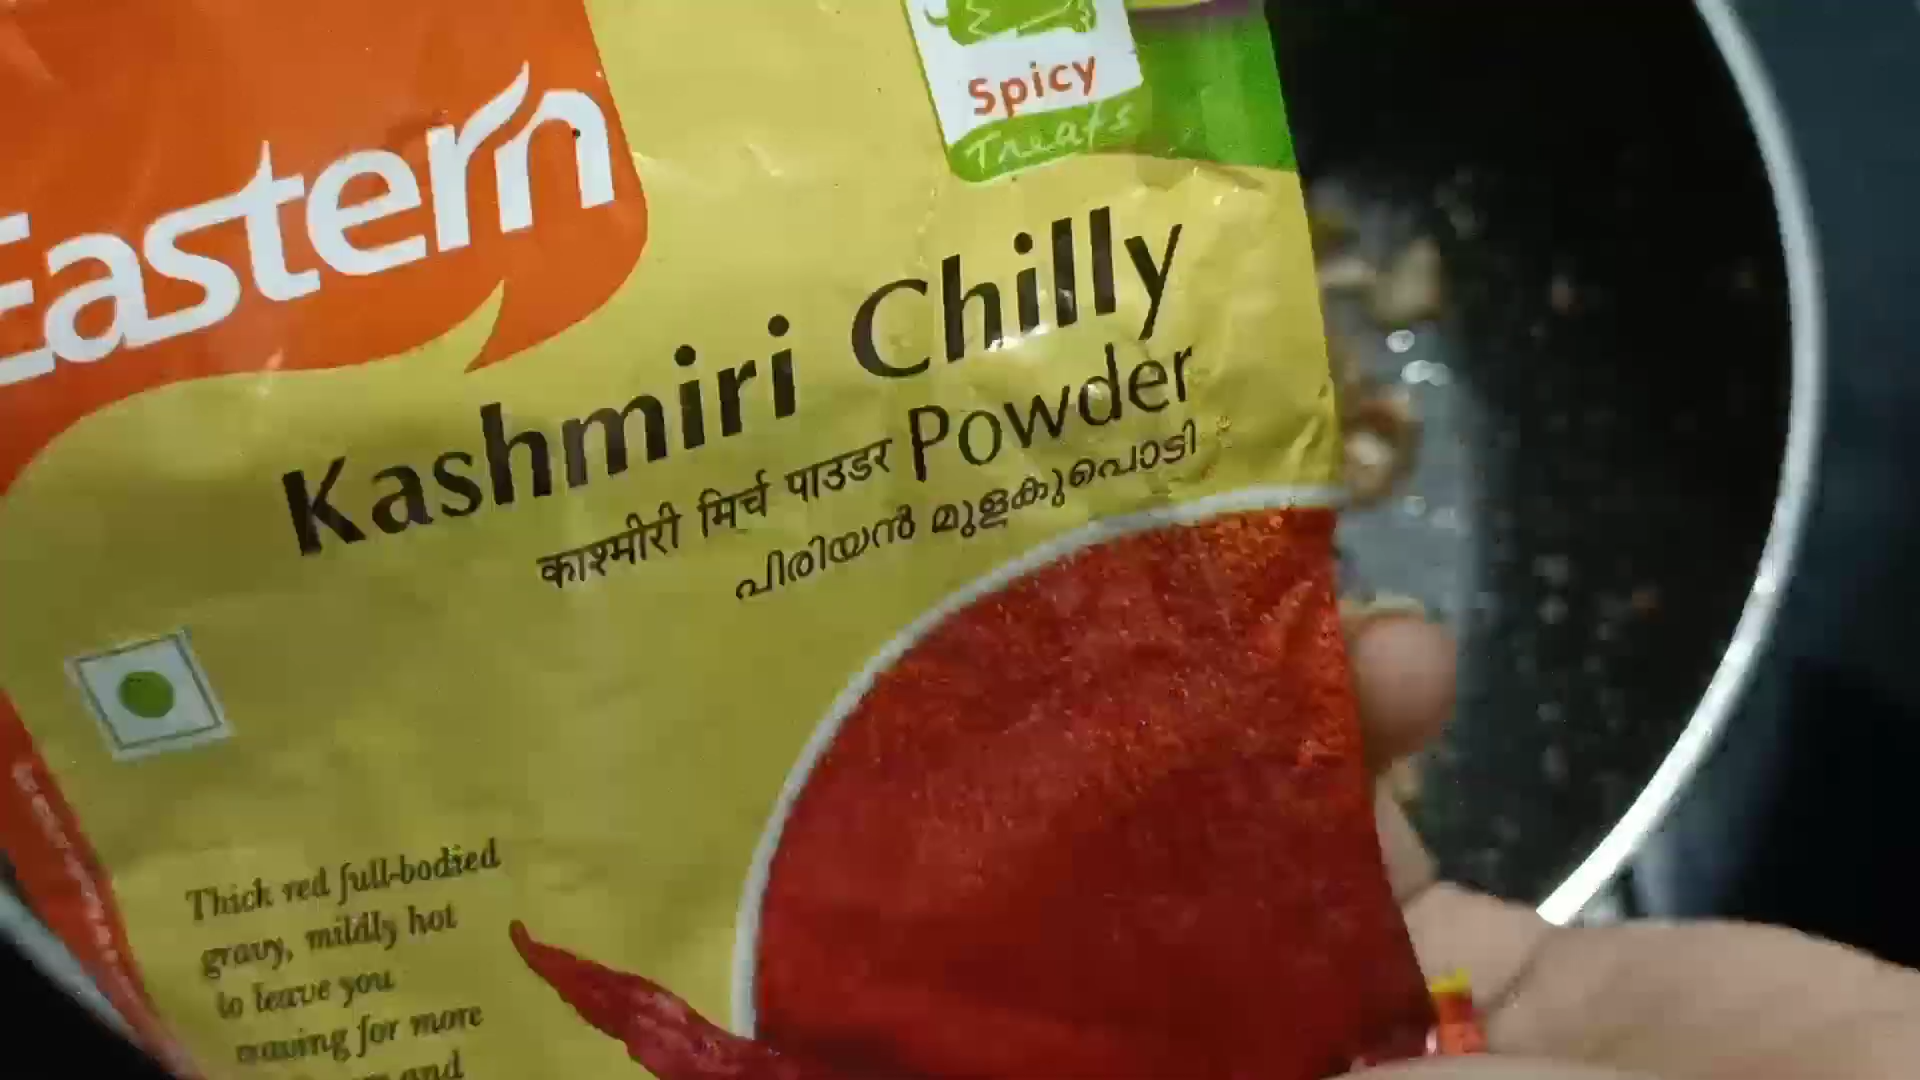 Eastern
Spicy
Treats
Kashmiri Chilly
Powder
काश्मीरी मिर्च पाउडर
പിരിയൻ മുളകുപൊടി
Thick red full-bodied
gravy, mildly hot
to leave you
craving for more
and